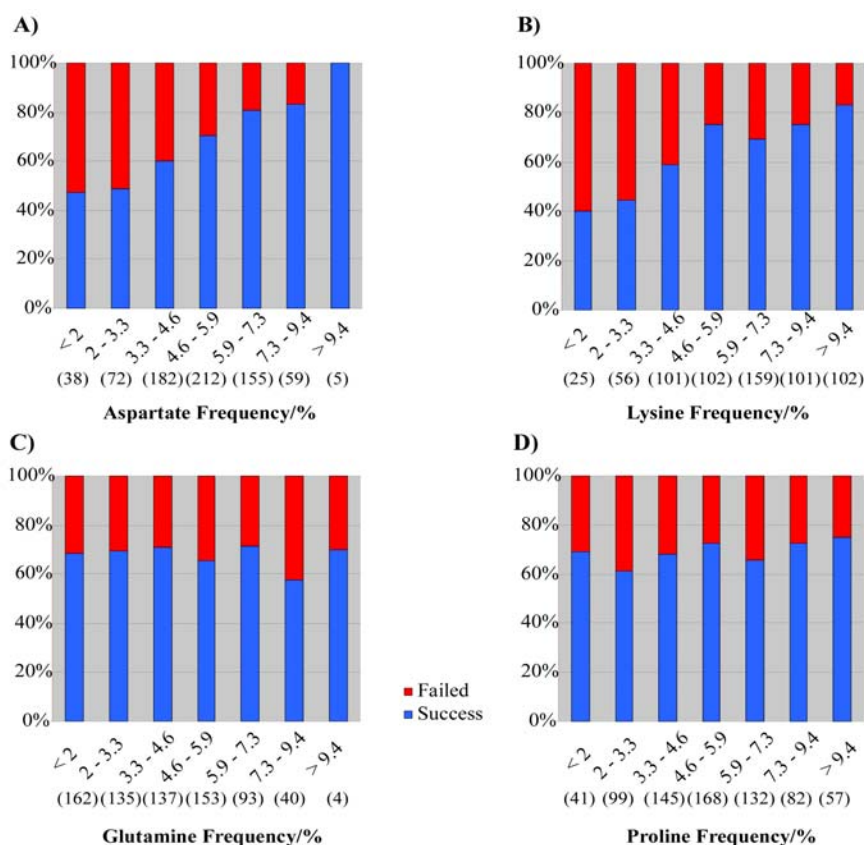 A)
100%
80%
60%
40%
20%
0%
< 2
2 - 3.3
3.3 - 4.6
4.6 - 5.9
5.9 - 7.3
7.3 - 9.4
> 9.4
(38) (72) (182) (212) (155) (59) (5)
Aspartate Frequency/%
B)
100%
80%
60%
40%
20%
0%
< 2
2 - 3.3
3.3 - 4.6
4.6 - 5.9
5.9 - 7.3
7.3 - 9.4
> 9.4
(25) (56) (101) (102) (159) (101) (102)
Lysine Frequency/%
C)
100%
80%
60%
40%
20%
0%
< 2
2 - 3.3
3.3 - 4.6
4.6 - 5.9
5.9 - 7.3
7.3 - 9.4
> 9.4
(162) (135) (137) (153) (93) (40) (4)
Glutamine Frequency/%
Failed
Success
D)
100%
80%
60%
40%
20%
0%
< 2
2 - 3.3
3.3 - 4.6
4.6 - 5.9
5.9 - 7.3
7.3 - 9.4
> 9.4
(41) (99) (145) (168) (132) (82) (57)
Proline Frequency/%